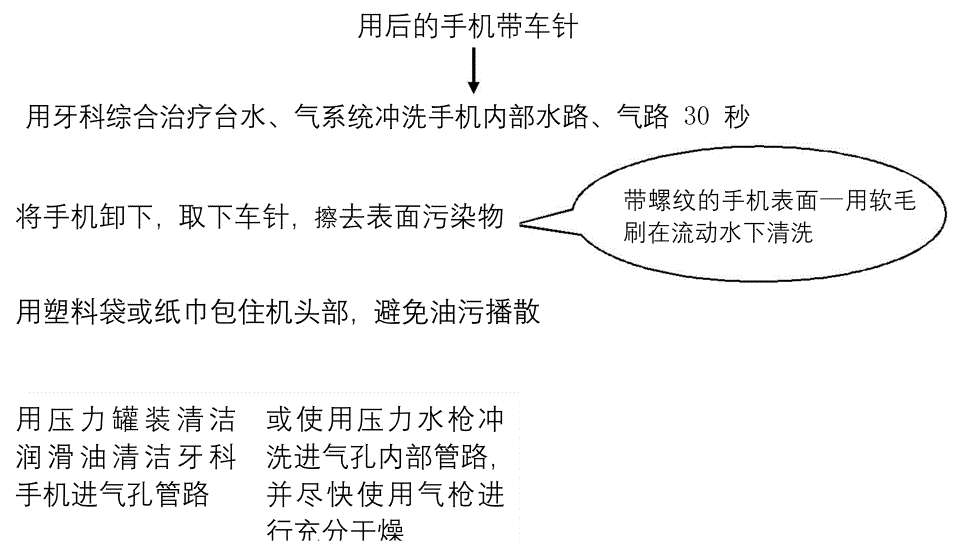 用后的手机带车针
用牙科综合治疗台水、气系统冲洗手机内部水路、气路 30 秒
将手机卸下，取下车针，擦去表面污染物
带螺纹的手机表面—用软毛
刷在流动水下清洗
用塑料袋或纸巾包住机头部，避免油污播散
用压力罐装清洁
润滑油清洁牙科
手机进气孔管路
或使用压力水枪冲
洗进气孔内部管路，
并尽快使用气枪进
行充分干燥